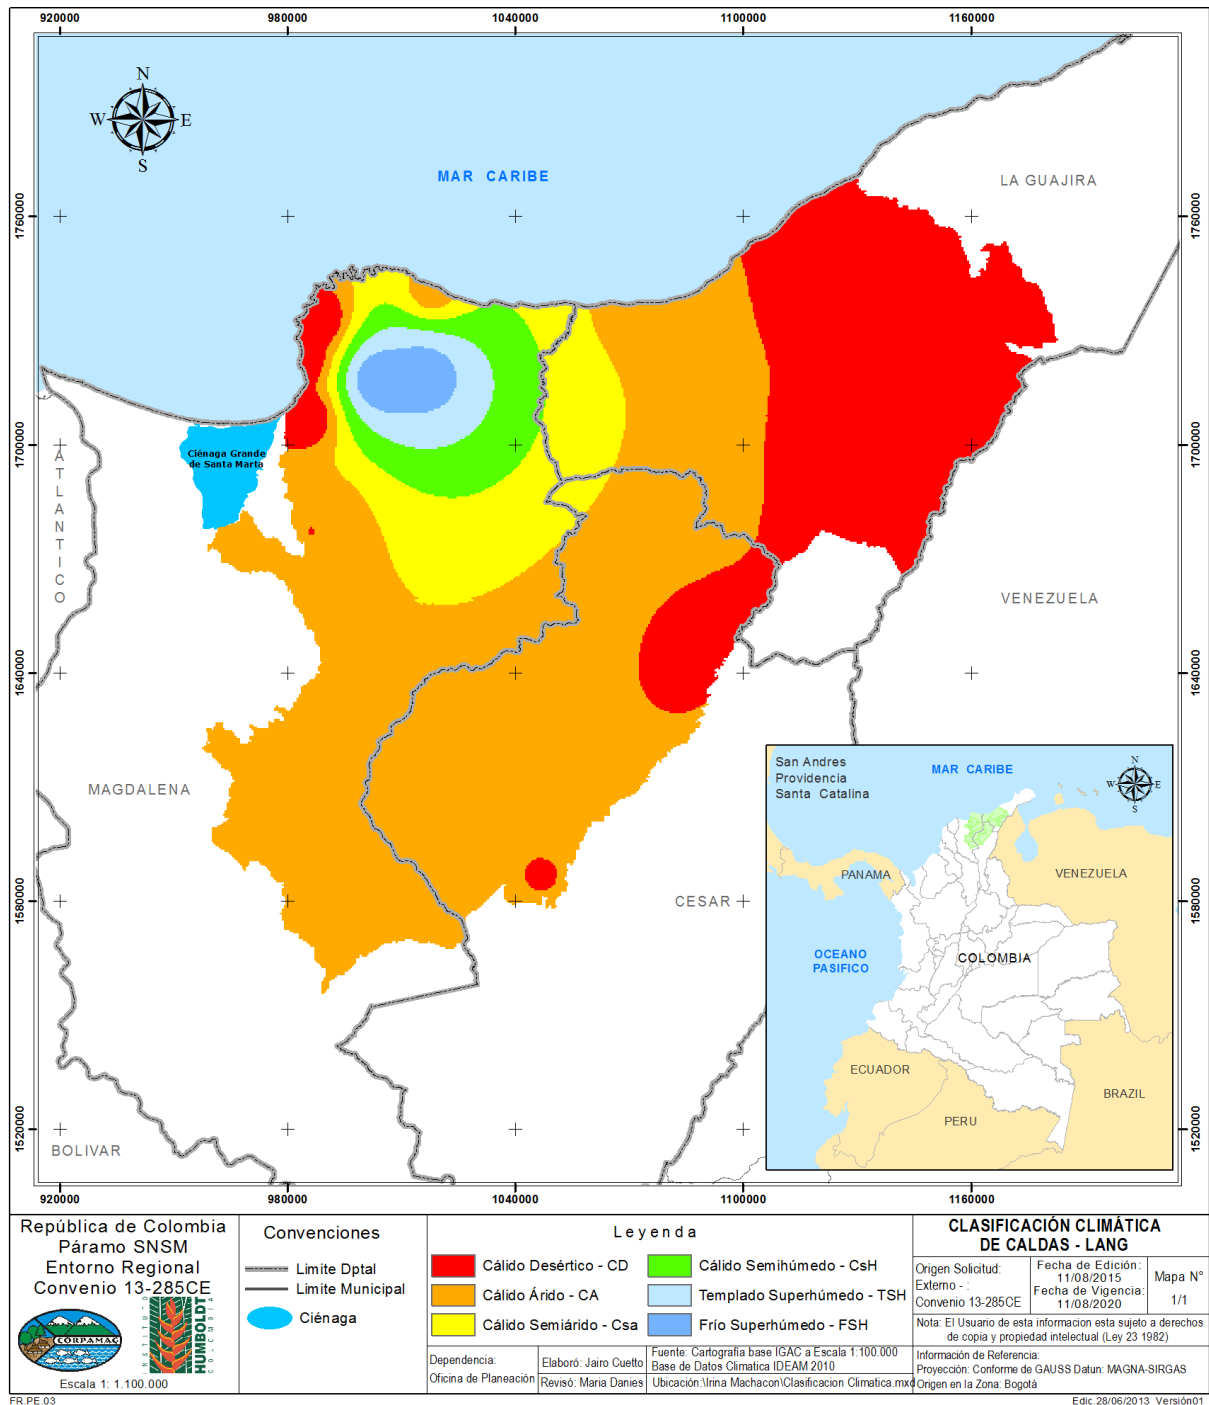 920000
980000
1040000
1100000
1160000
N
W
E
S
MAR CARIBE
LA GUAJIRA
1760000
1760000
Ciénaga Grande
de Santa Marta
1700000
1700000
ATLANTICO
VENEZUELA
1640000
1640000
MAGDALENA
CESAR
1580000
1580000
BOLIVAR
1520000
1520000
San Andres
Providencia
Santa Catalina
MAR CARIBE
N
W
E
S
PANAMA
VENEZUELA
OCEANO
PASIFICO
COLOMBIA
ECUADOR
BRAZIL
PERU
920000
980000
1040000
1100000
1160000
República de Colombia
Páramo SNSM
Entorno Regional
Convenio 13-285CE
CORPAMAG
INSTITUTO
COLOMBIA
HUMBOLDT
Escala 1: 1.100.000
Convenciones
Limite Dptal
Limite Municipal
Ciénaga
Leyenda
Cálido Desértico - CD
Cálido Árido - CA
Cálido Semiárido - Csa
Cálido Semihúmedo - CsH
Templado Superhúmedo - TSH
Frío Superhúmedo - FSH
Dependencia:
Oficina de Planeación
Elaboró: Jairo Cuetto
Revisó: Maria Danies
Fuente: Cartografia base IGAC a Escala 1:100.000
Base de Datos Climatica IDEAM 2010
Ubicación:\Irina Machacon\Clasificacion Climatica.mxd
CLASIFICACIÓN CLIMÁTICA
DE CALDAS - LANG
Origen Solicitud:
Externo - :
Convenio 13-285CE
Fecha de Edición:
11/08/2015
Fecha de Vigencia:
11/08/2020
Mapa N°
1/1
Nota: El Usuario de esta informacion esta sujeto a derechos
de copia y propiedad intelectual (Ley 23 1982)
Información de Referencia:
Proyección: Conforme de GAUSS Datun: MAGNA-SIRGAS
Origen en la Zona: Bogotá
FR.PE.03
Edic.28/06/2013 Versión01